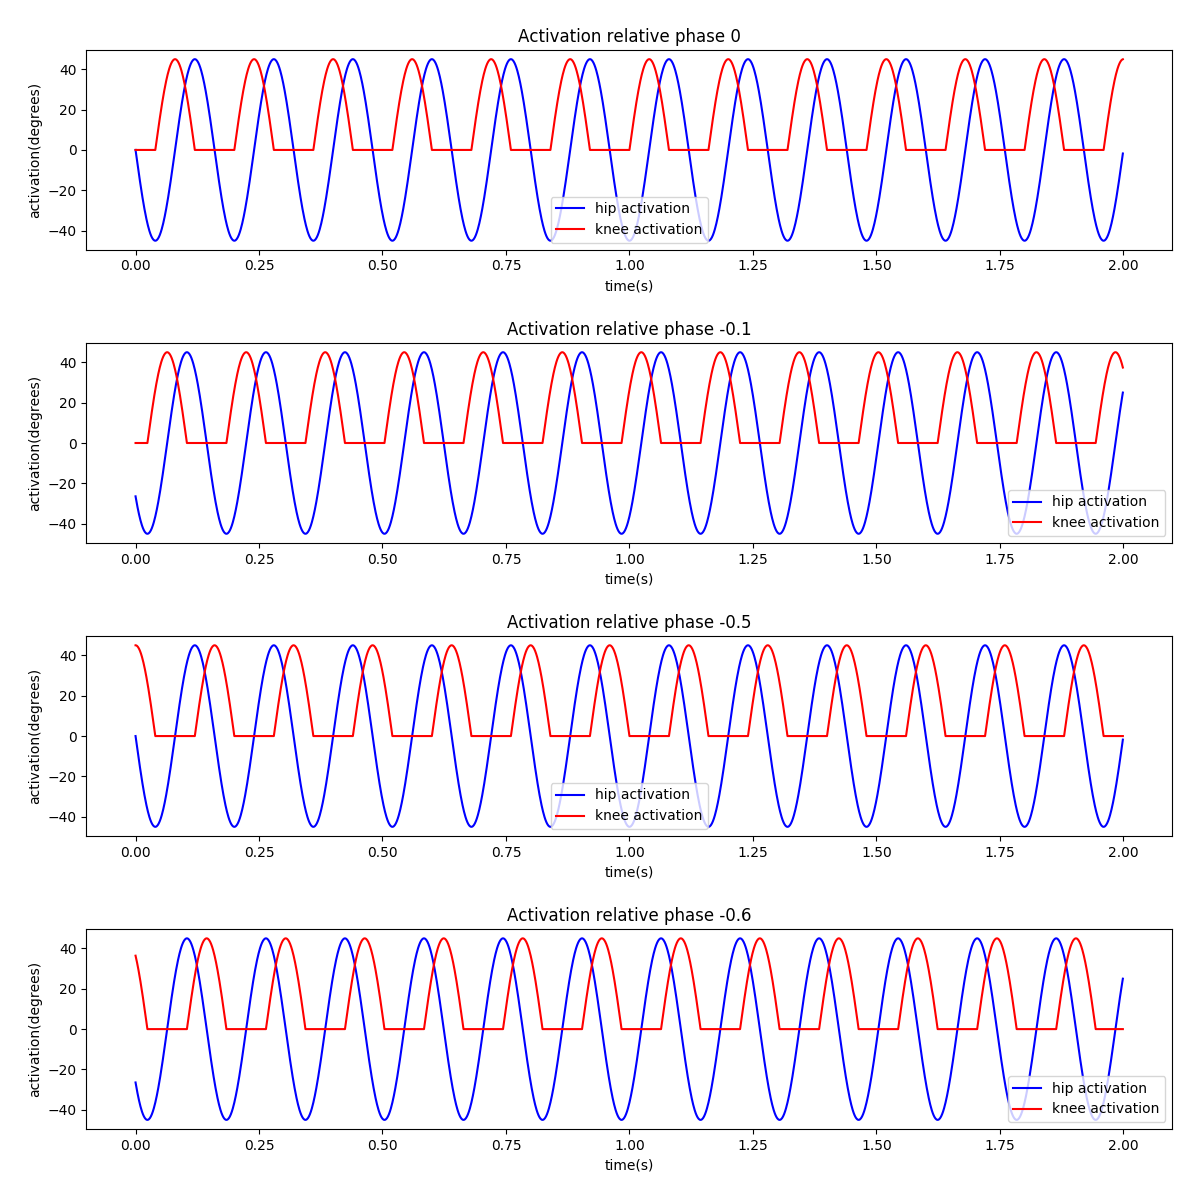 Activation relative phase 0
activation(degrees)
40
20
0
−20
−40
hip activation
knee activation
0.00 0.25 0.50 0.75 1.00 1.25 1.50 1.75 2.00
time(s)
Activation relative phase -0.1
activation(degrees)
40
20
0
−20
−40
hip activation
knee activation
0.00 0.25 0.50 0.75 1.00 1.25 1.50 1.75 2.00
time(s)
Activation relative phase -0.5
activation(degrees)
40
20
0
−20
−40
hip activation
knee activation
0.00 0.25 0.50 0.75 1.00 1.25 1.50 1.75 2.00
time(s)
Activation relative phase -0.6
activation(degrees)
40
20
0
−20
−40
hip activation
knee activation
0.00 0.25 0.50 0.75 1.00 1.25 1.50 1.75 2.00
time(s)